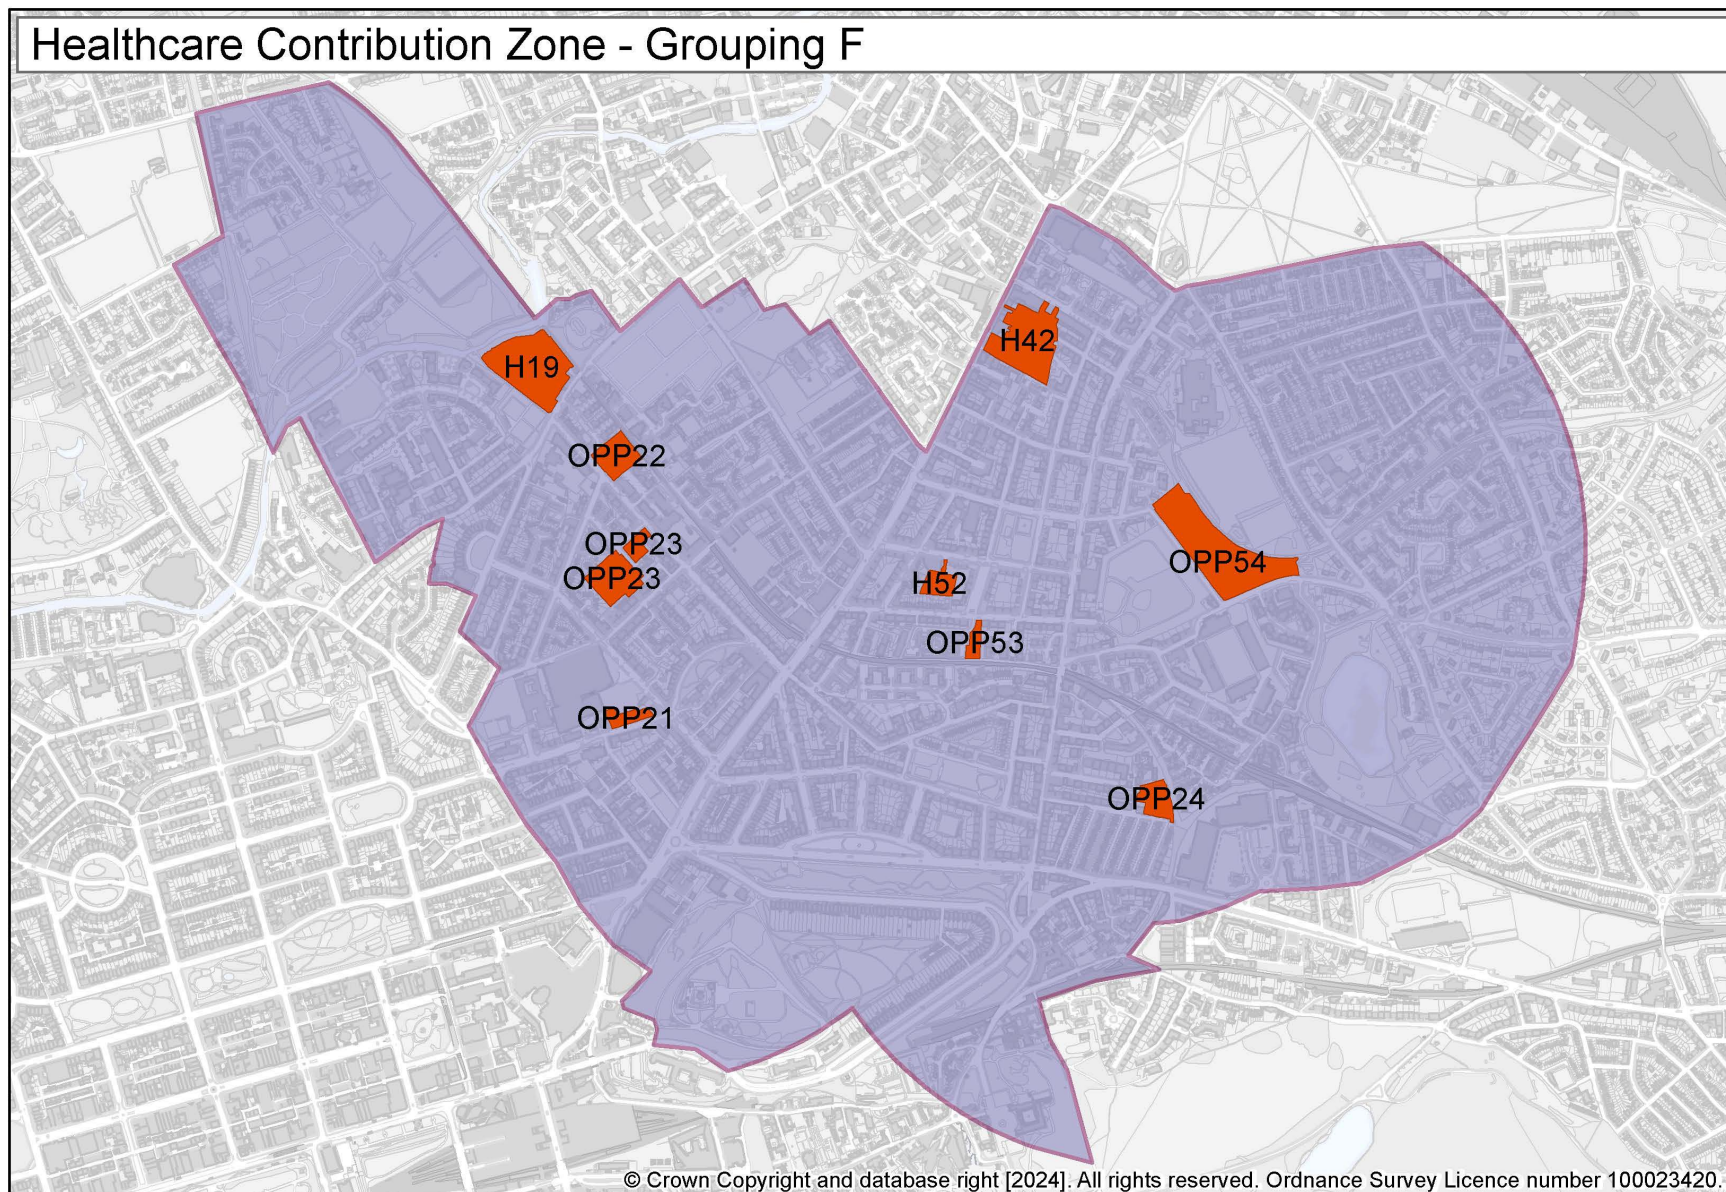 Healthcare Contribution Zone - Grouping F
H42
H19
OPP22
OPP23
OPP54
OPP23
H52
OPP53
OPP21
OPP24
© Crown Copyright and database right [2024]. All rights reserved. Ordnance Survey Licence number 100023420.